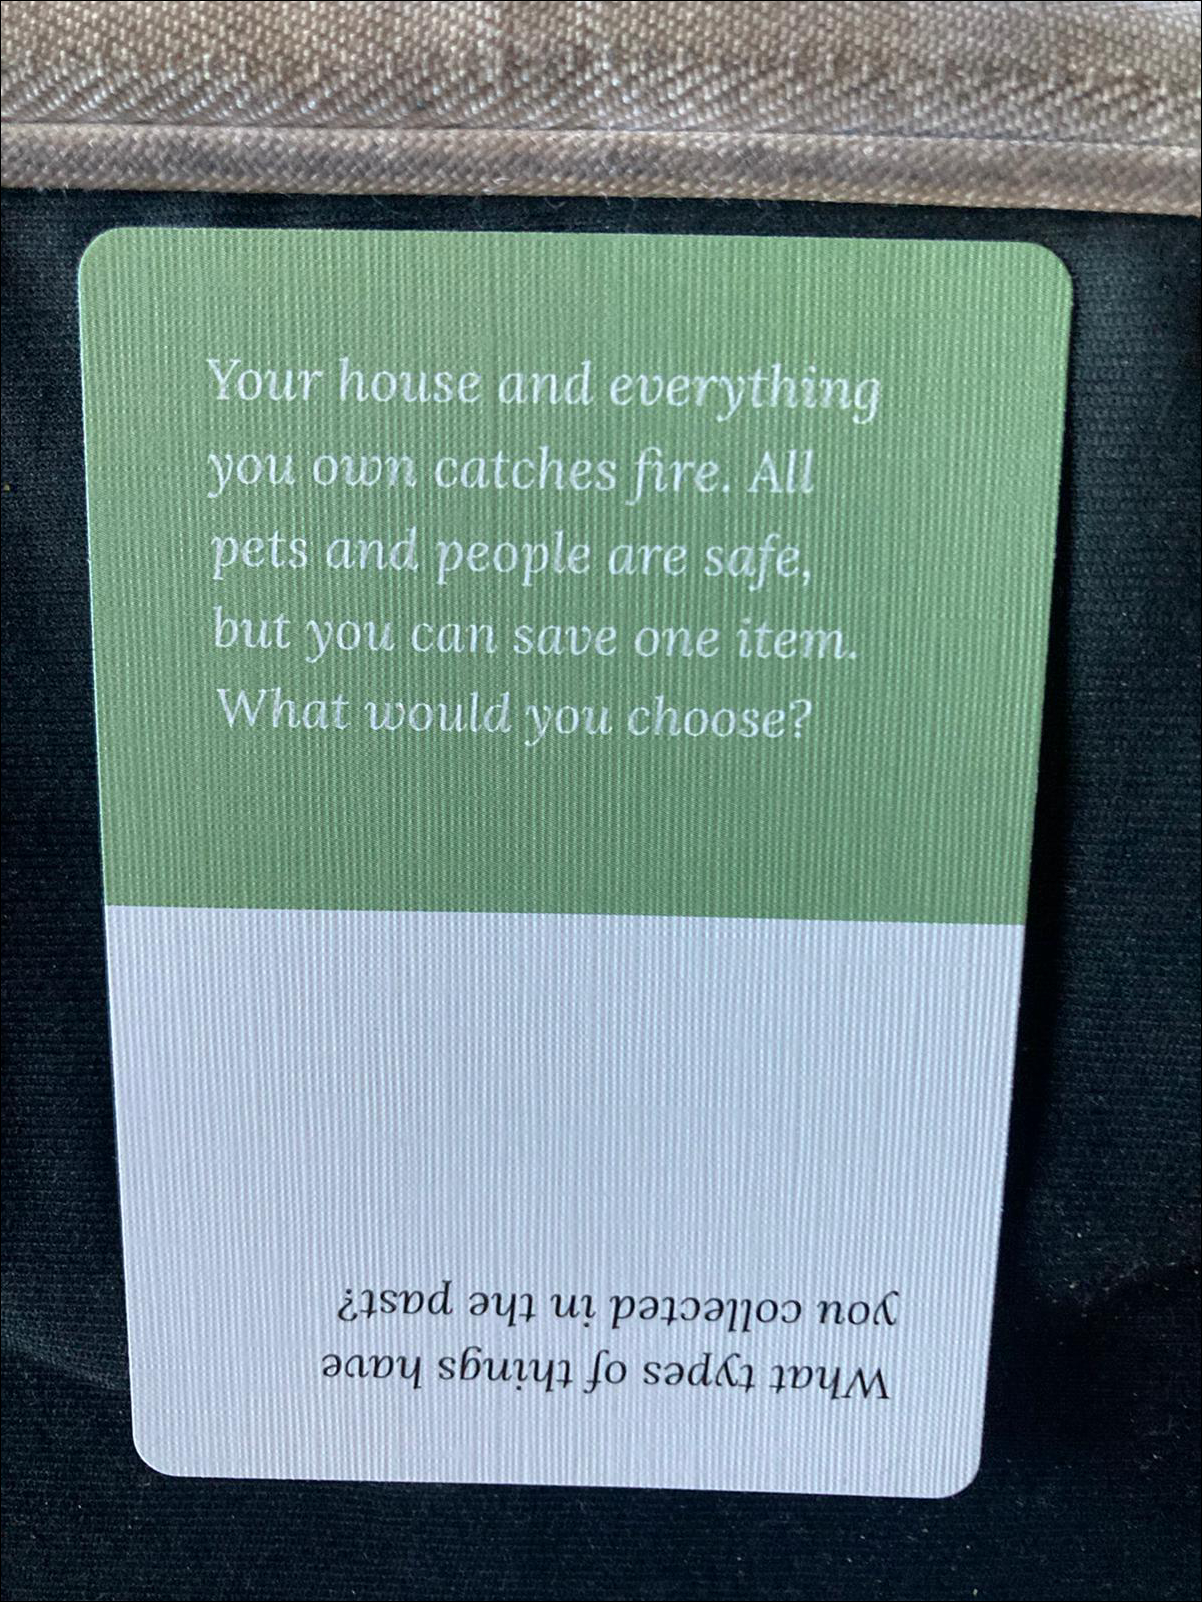 Your house and everything
you own catches fire. All
pets and people are safe,
but you can save one item.
What would you choose?
What types of things have
you collected in the past?